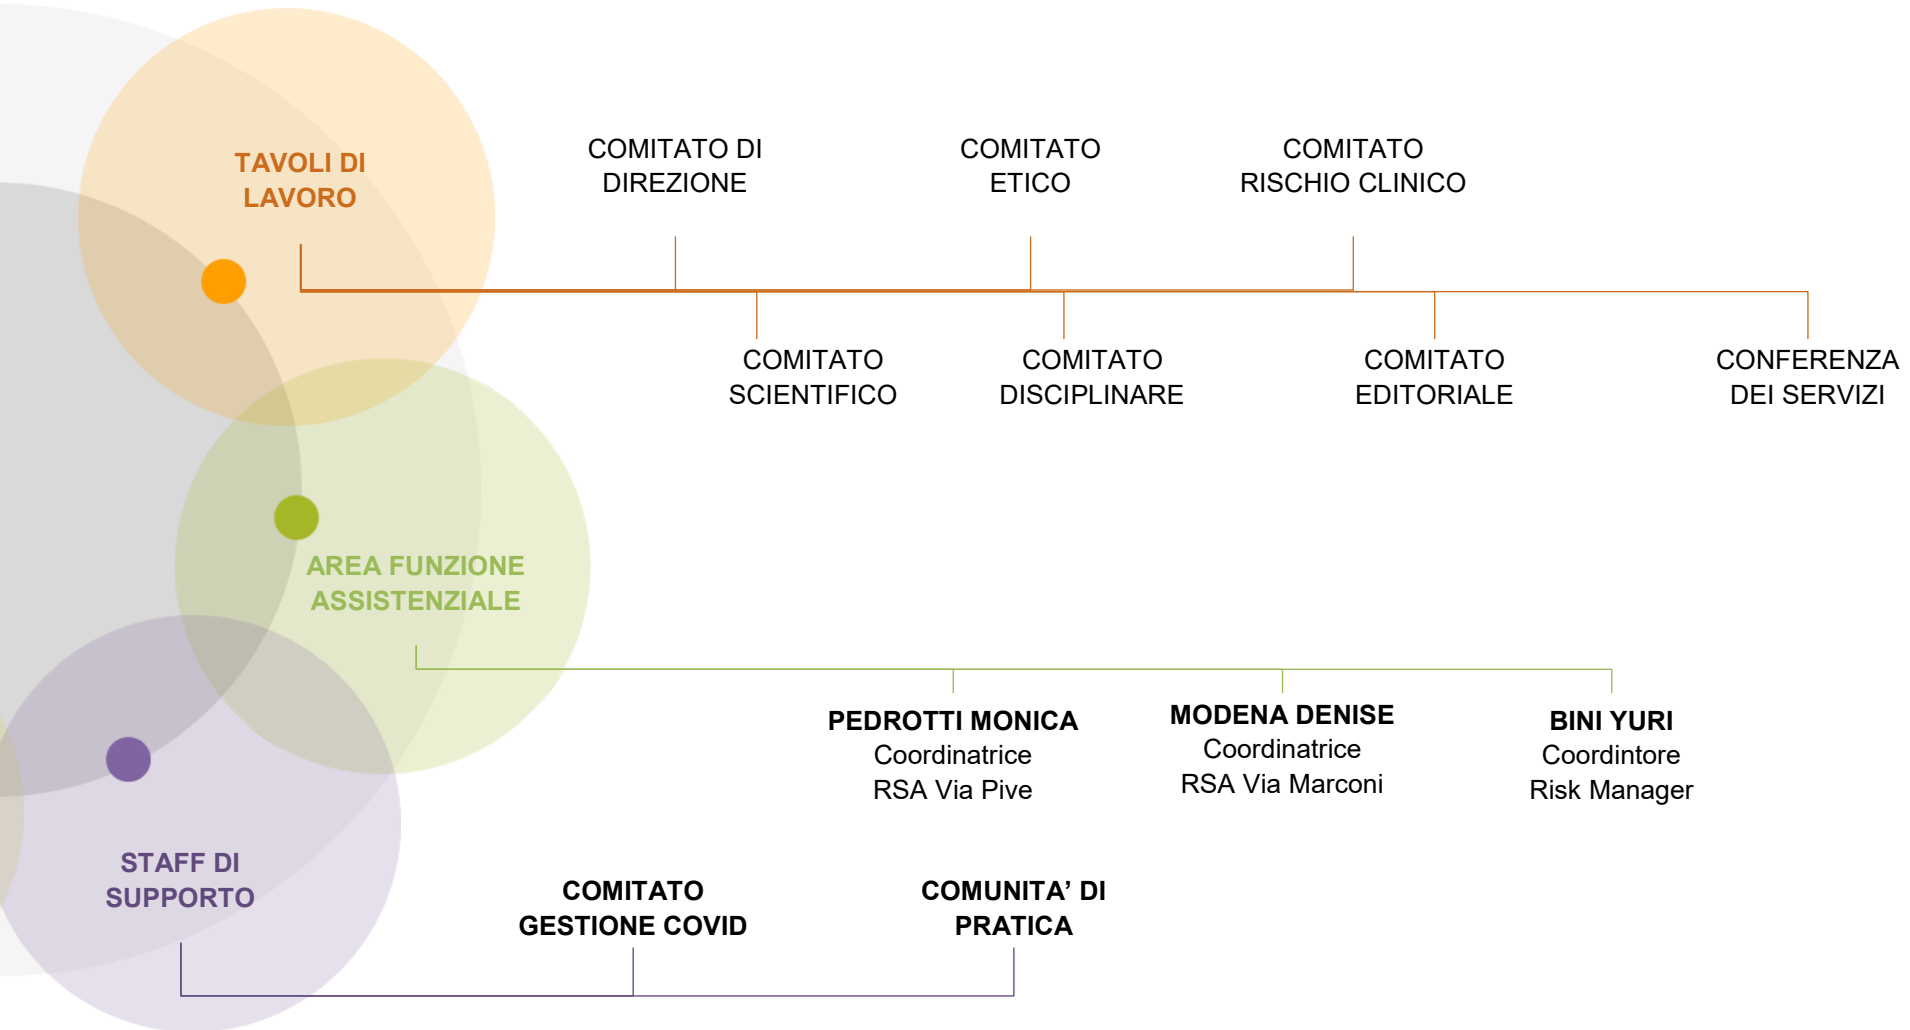 TAVOLI DI
LAVORO
COMITATO DI
DIREZIONE
COMITATO
ETICO
COMITATO
RISCHIO CLINICO
COMITATO
SCIENTIFICO
COMITATO
DISCIPLINARE
COMITATO
EDITORIALE
CONFERENZA
DEI SERVIZI
AREA FUNZIONE
ASSISTENZIALE
PEDROTTI MONICA
Coordinatrice
RSA Via Pive
MODENA DENISE
Coordinatrice
RSA Via Marconi
BINI YURI
Coordintore
Risk Manager
STAFF DI
SUPPORTO
COMITATO
GESTIONE COVID
COMUNITA’ DI
PRATICA